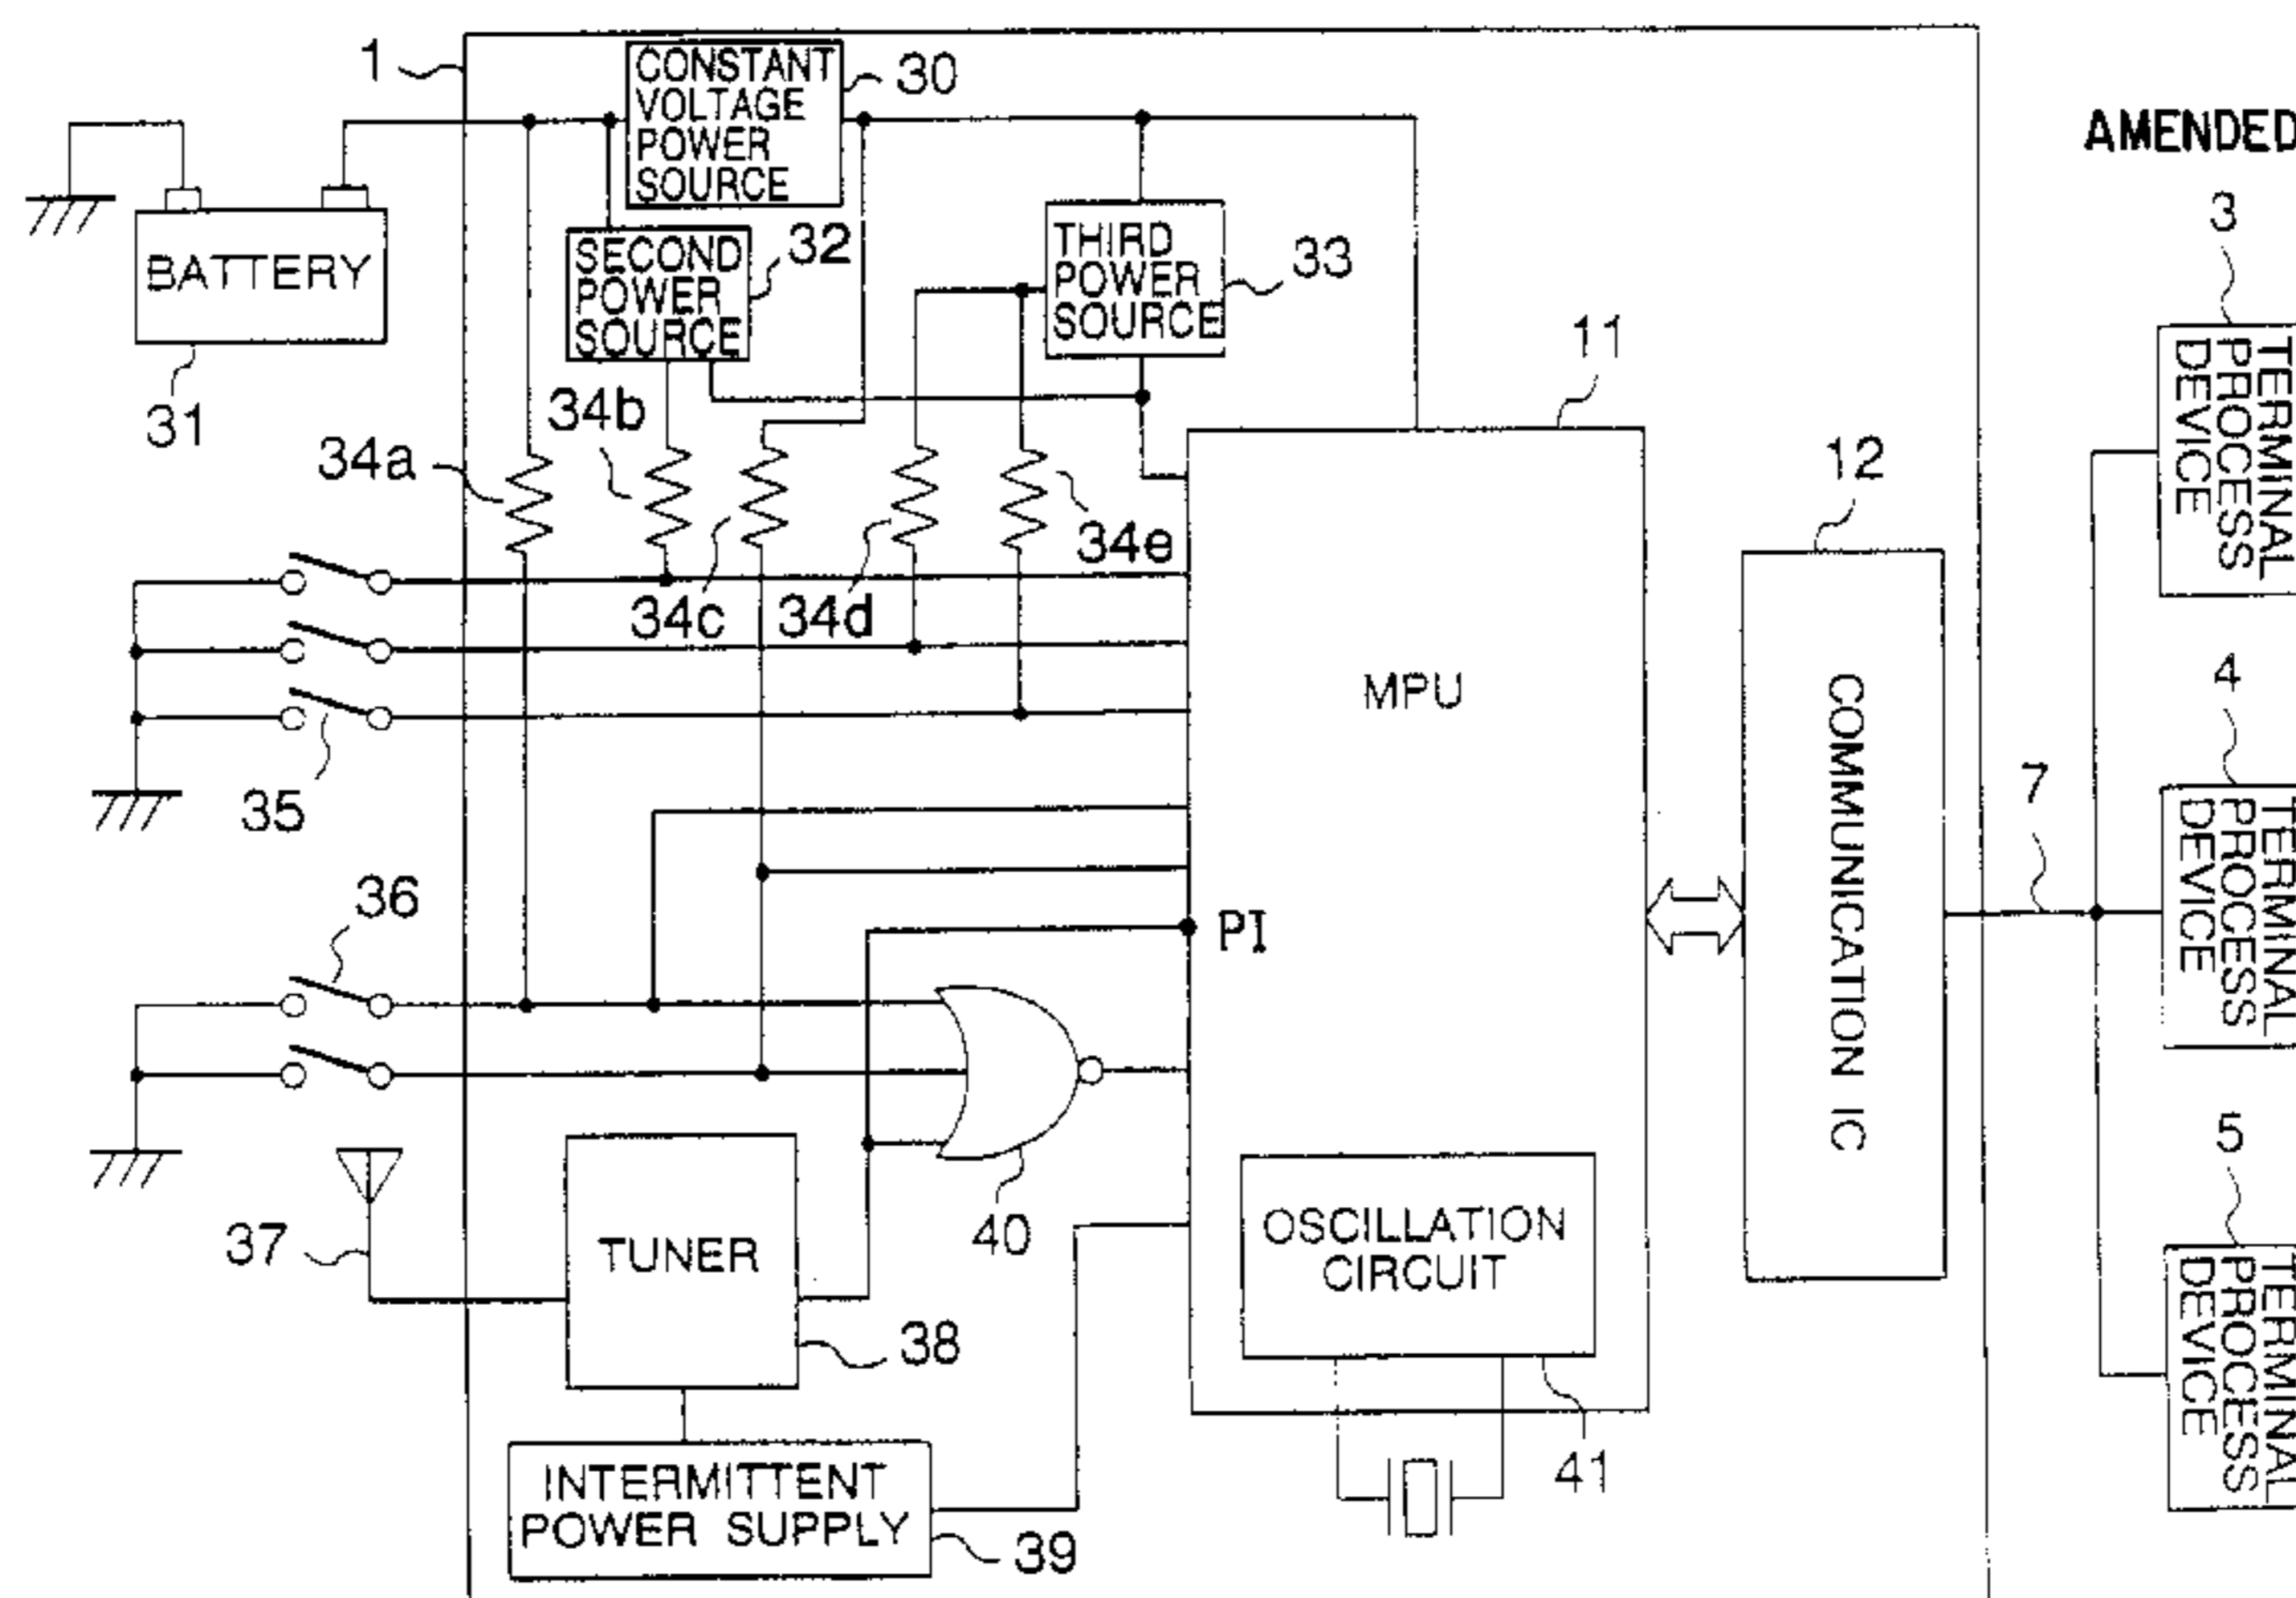 1
CONSTANT
VOLTAGE
POWER
SOURCE
30
AMENDED
BATTERY
31
SECOND
POWER
SOURCE
32
THIRD
POWER
SOURCE
33
34a
34b
34c
34d
34e
11
12
3
TERMINAL
PROCESS
DEVICE
35
MPU
COMMUNICATION IC
4
TERMINAL
PROCESS
DEVICE
7
36
PI
37
TUNER
38
40
OSCILLATION
CIRCUIT
41
5
TERMINAL
PROCESS
DEVICE
INTERMITTENT
POWER SUPPLY
39